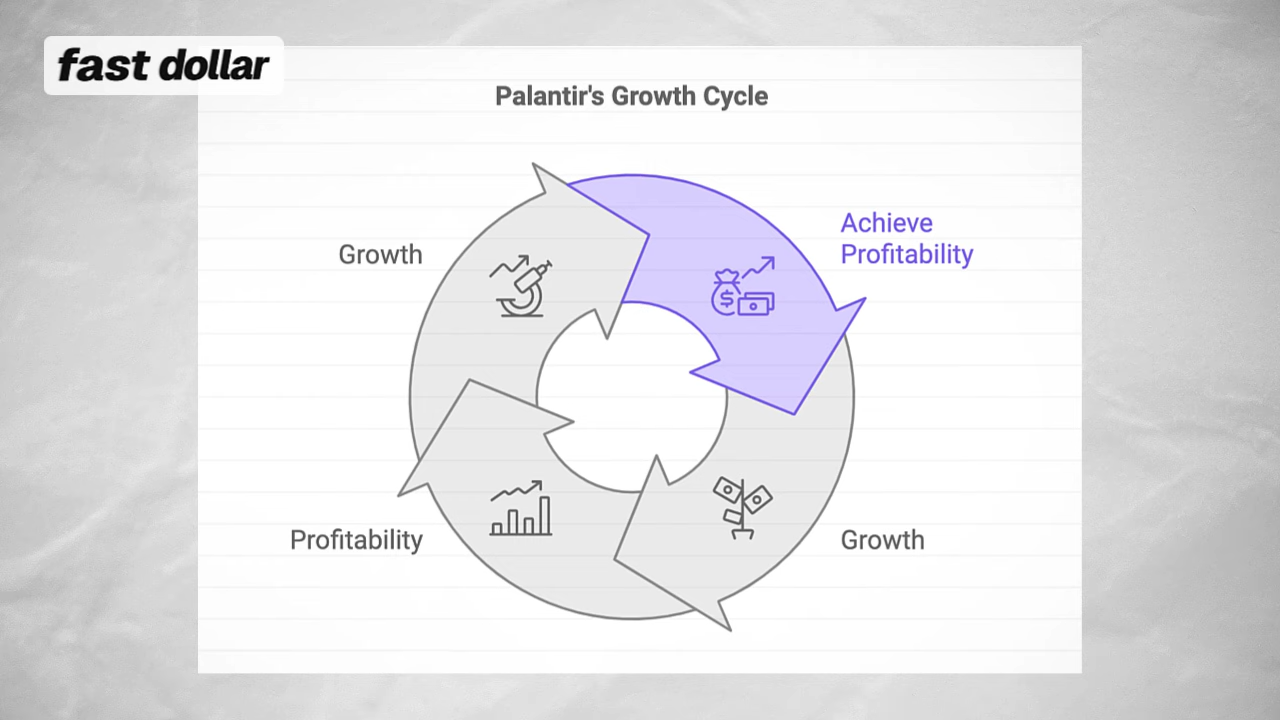 fast dollar
Palantir's Growth Cycle
Growth
Achieve
Profitability
Profitability
Growth